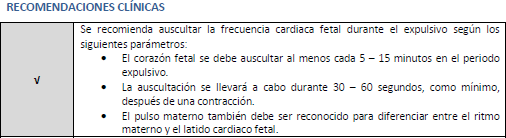 RECOMENDACIONES CLÍNICAS
Se recomienda auscultar la frecuencia cardiaca fetal durante el expulsivo según los
siguientes parámetros:
• El corazón fetal se debe auscultar al menos cada 5 – 15 minutos en el periodo
expulsivo.
√
• La auscultación se llevará a cabo durante 30 – 60 segundos, como mínimo,
después de una contracción.
• El pulso materno también debe ser reconocido para diferenciar entre el ritmo
materno y el latido cardiaco fetal.